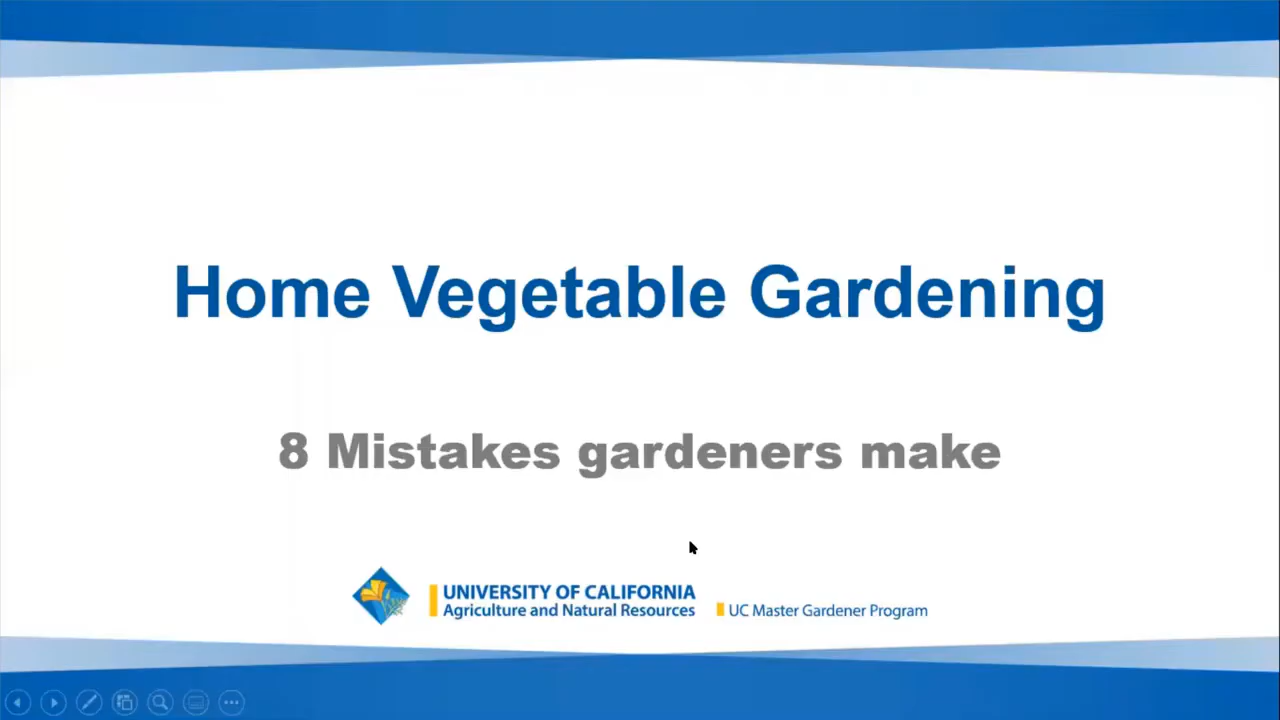 Home Vegetable Gardening
8 Mistakes gardeners make
UNIVERSITY OF CALIFORNIA
Agriculture and Natural Resources
UC Master Gardener Program